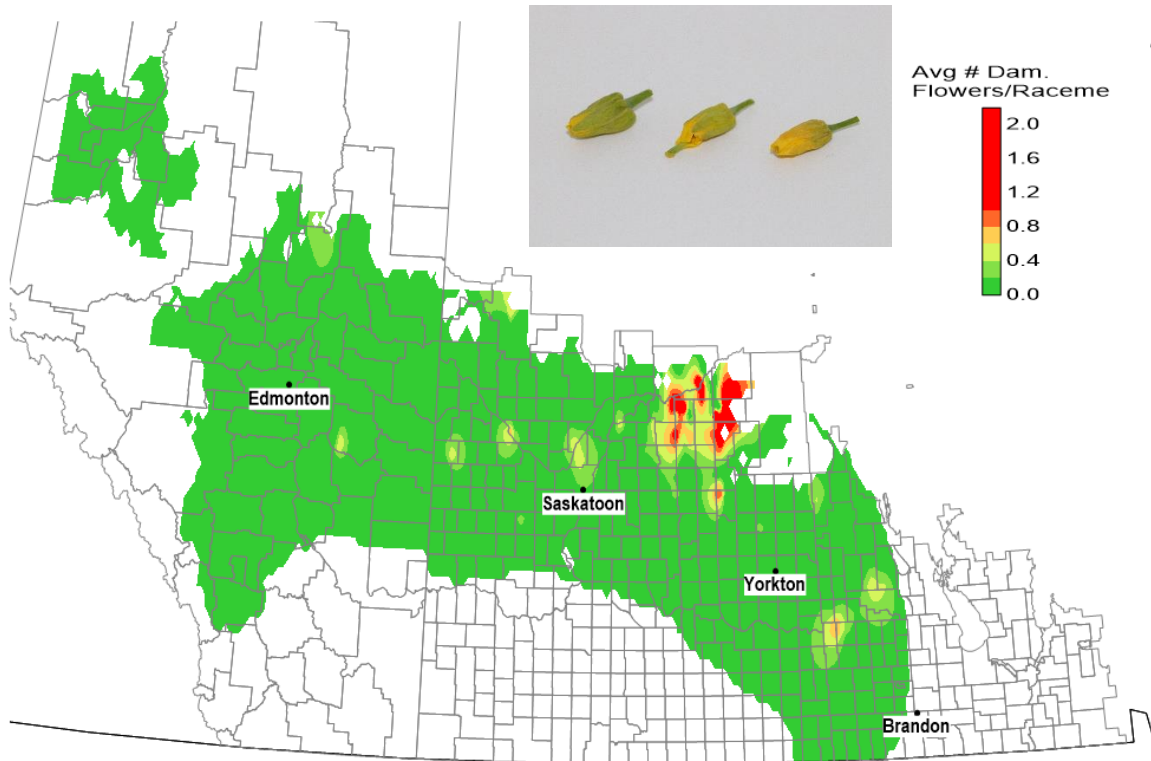 Avg # Dam.
Flowers/Raceme
2.0
1.6
1.2
0.8
0.4
0.0
Edmonton
Saskatoon
Yorkton
Brandon